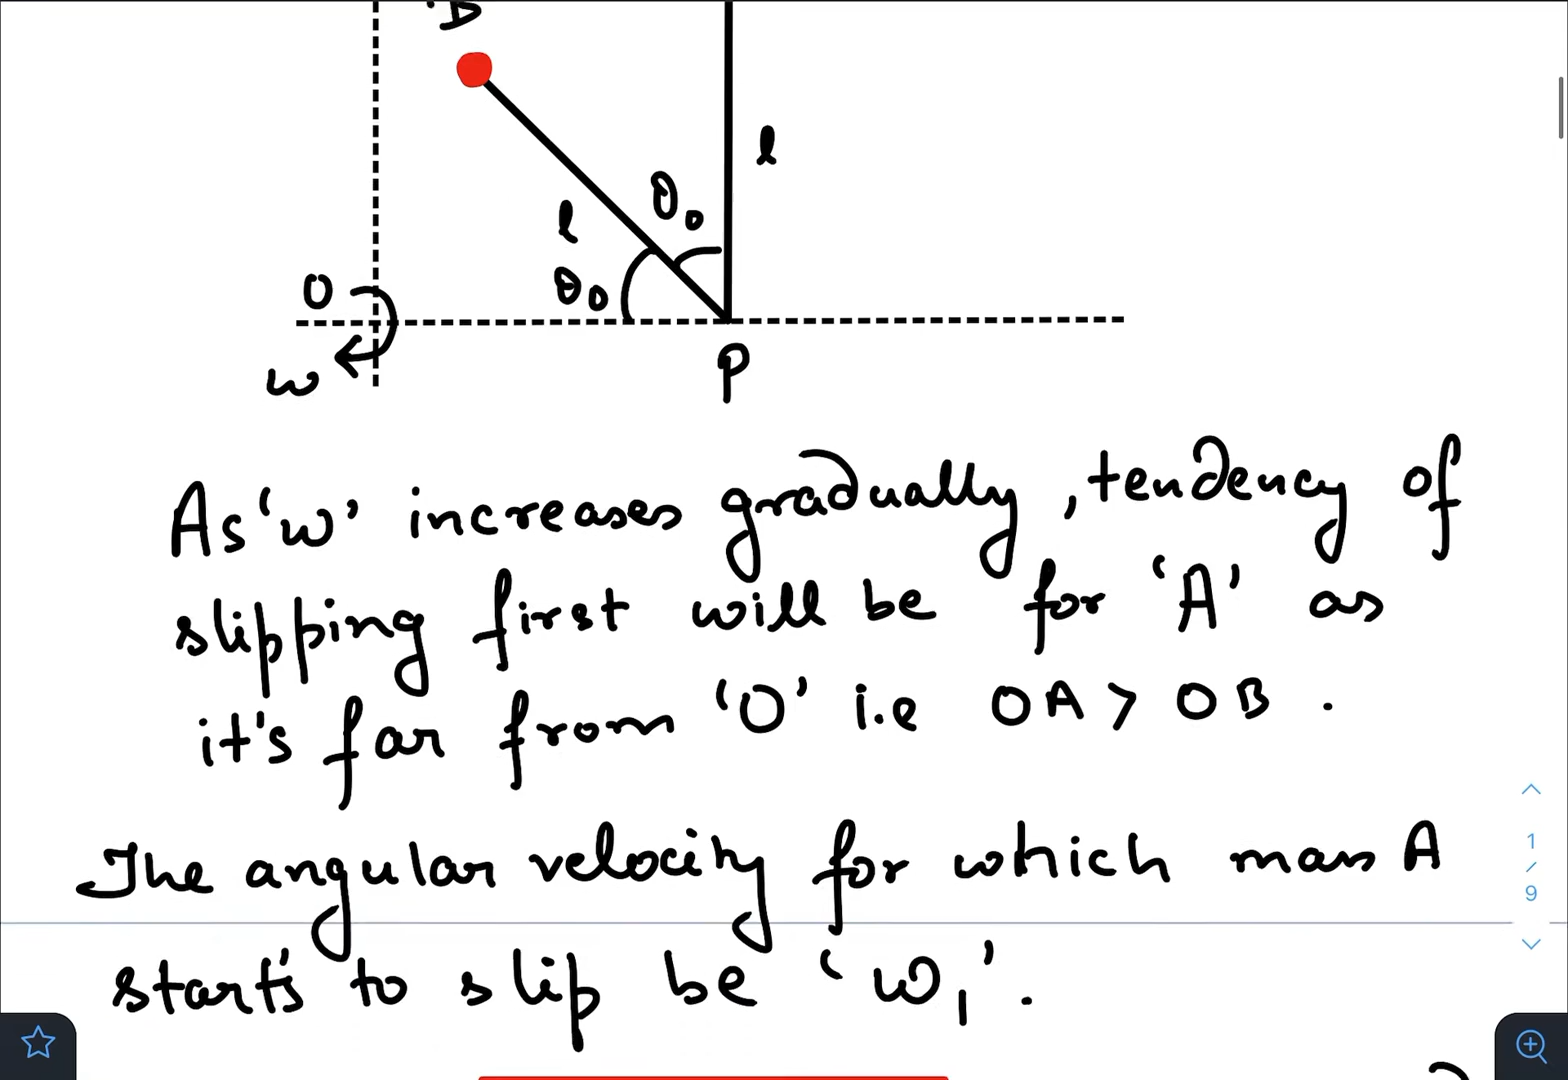 B
l
θ₀
l
θ₀
O
w
P
As 'w' increases gradually, tendency of
slipping first will be for 'A' as
it's far from 'O' i.e OA > OB .
The angular velocity for which mass A
starts to slip be 'w₁'.
1
/
9